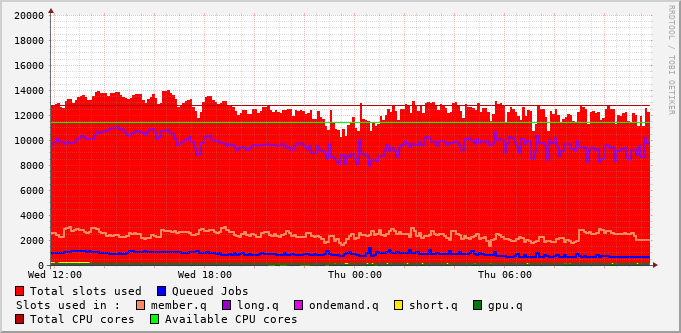 20000
18000
16000
14000
12000
10000
8000
6000
4000
2000
0
Wed 12:00 Wed 18:00 Thu 00:00 Thu 06:00
Total slots used Queued Jobs
Slots used in : member.q long.q ondemand.q short.q gpu.q
Total CPU cores Available CPU cores
RRDTOOL / TOBI OETIKER